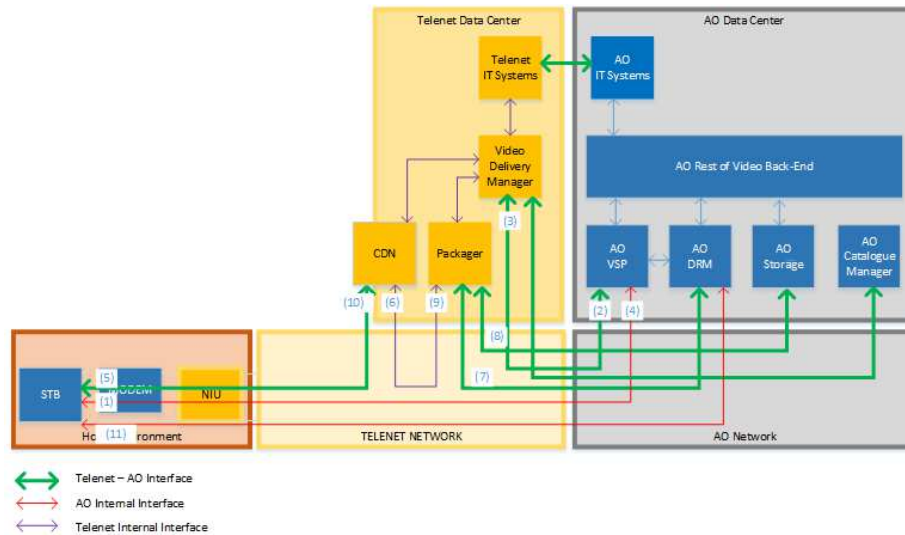 Telenet Data Center
AO Data Center
Telenet
IT Systems
AO
IT Systems
Video
Delivery
Manager
AO Rest of Video Back-End
(3)
CDN
Packager
AO
VSP
AO
DRM
AO
Storage
AO
Catalogue
Manager
(10)
(6)
(9)
(2)
(4)
(8)
(5)
(7)
STB
MODEM
NIU
(1)
(11)
TELENET NETWORK
AO Network
Telenet – AO Interface
AO Internal Interface
Telenet Internal Interface